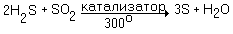 2H₂S + SO₂ катализатор 3S + H₂O
300°